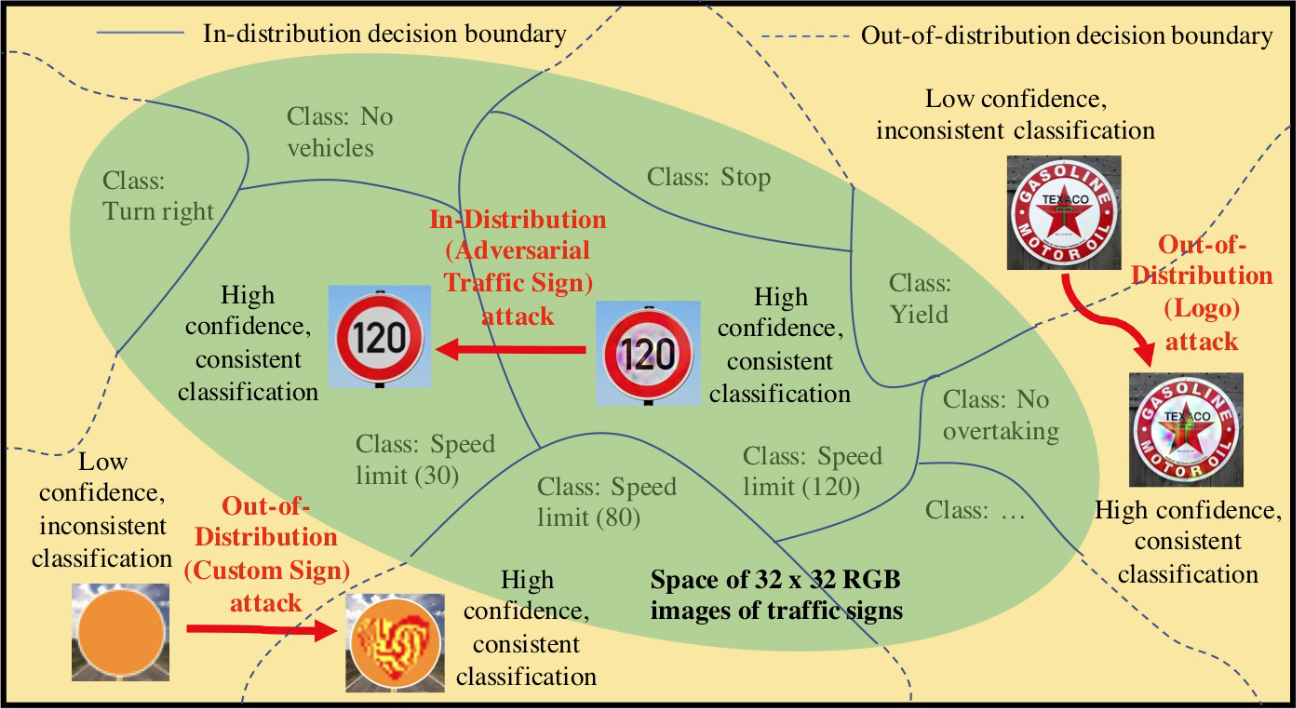 In-distribution decision boundary
Out-of-distribution decision boundary
Low confidence,
inconsistent classification
Class: No
vehicles
Class:
Turn right
Class: Stop
GASOLINE
TEXACO
T
MOTOR OIL
In-Distribution
(Adversarial
Traffic Sign)
attack
Out-of-
Distribution
(Logo)
attack
High
confidence,
consistent
classification
120
120
High
confidence,
consistent
classification
Class:
Yield
Class: No
overtaking
GASOLINE
TEXACO
MOTOR OIL
Class: Speed
limit (30)
Class: Speed
limit (80)
Class: Speed
limit (120)
Class: …
High confidence,
consistent
classification
Low
confidence,
inconsistent
classification
Out-of-
Distribution
(Custom Sign)
attack
High
confidence,
consistent
classification
Space of 32 x 32 RGB
images of traffic signs